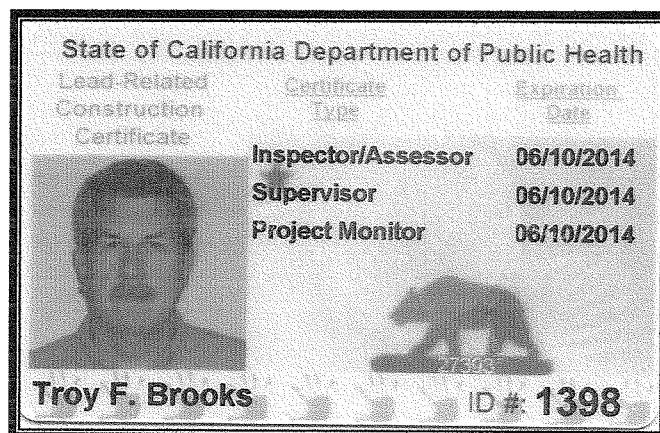 State of California Department of Public Health
Lead-Related
Construction
Certificate
Certificate
Type
Expiration
Date
Inspector/Assessor 06/10/2014
Supervisor 06/10/2014
Project Monitor 06/10/2014
Troy F. Brooks
ID #: 1398